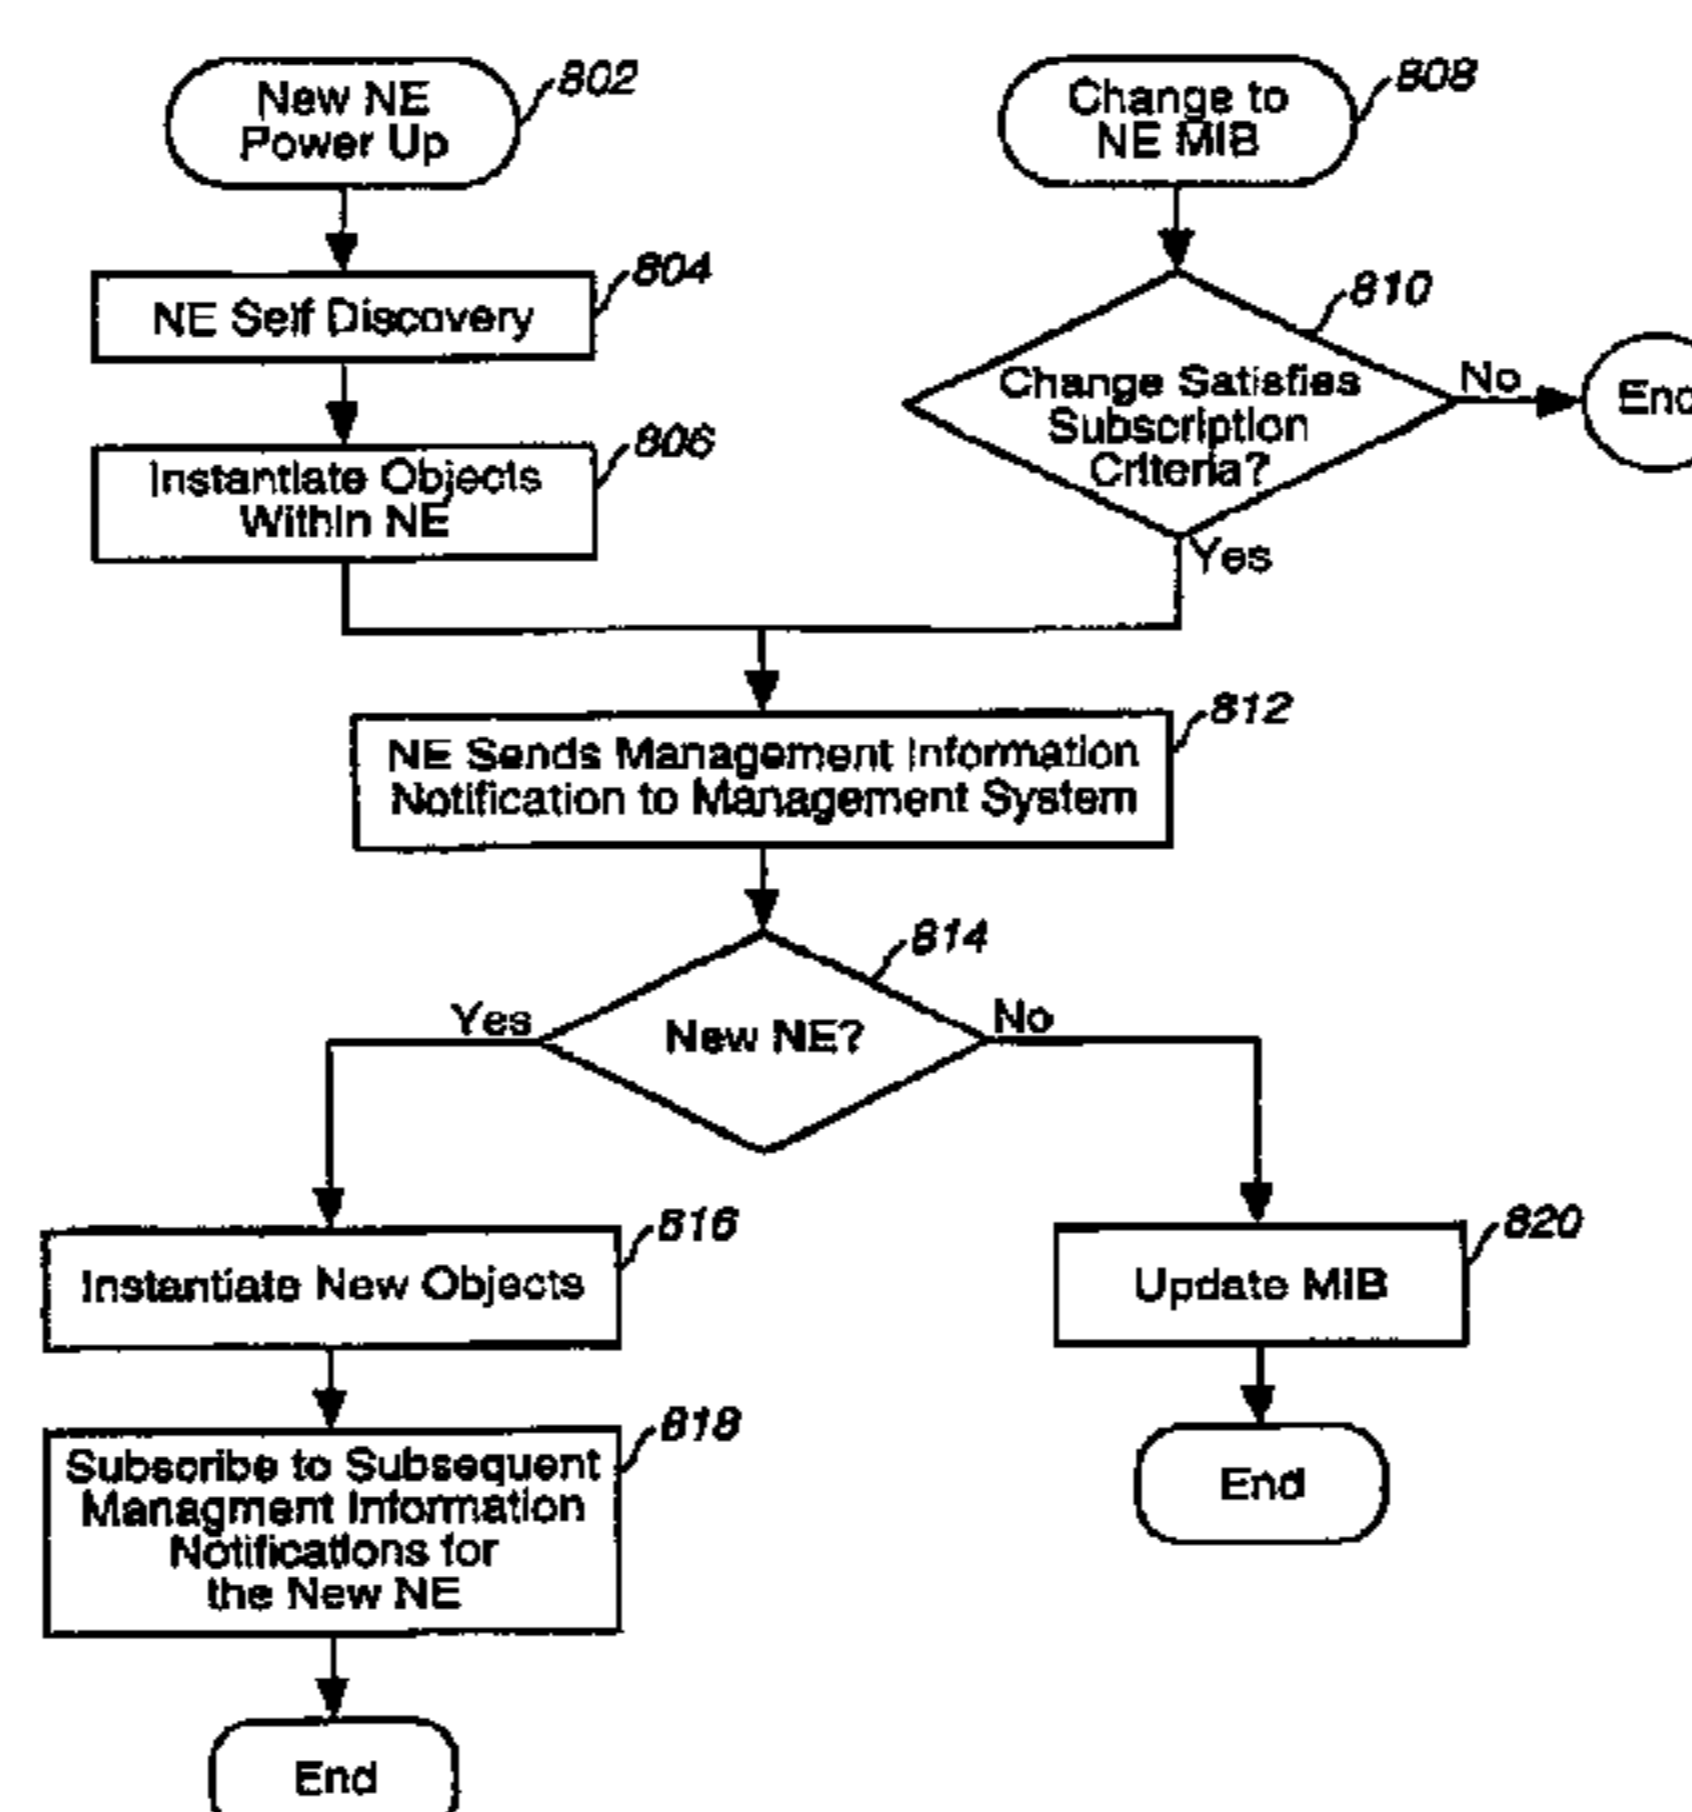 New NE
Power Up
802
Change to
NE MIB
808
NE Self Discovery
804
810
Change Satisfies
Subscription
Criteria?
No
Instantiate Objects
Within NE
806
Yes
NE Sends Management Information
Notification to Management System
812
814
Yes
New NE?
No
Instantiate New Objects
816
Update MIB
820
Subscribe to Subsequent
Managment Information
Notifications for
the New NE
818
End
End